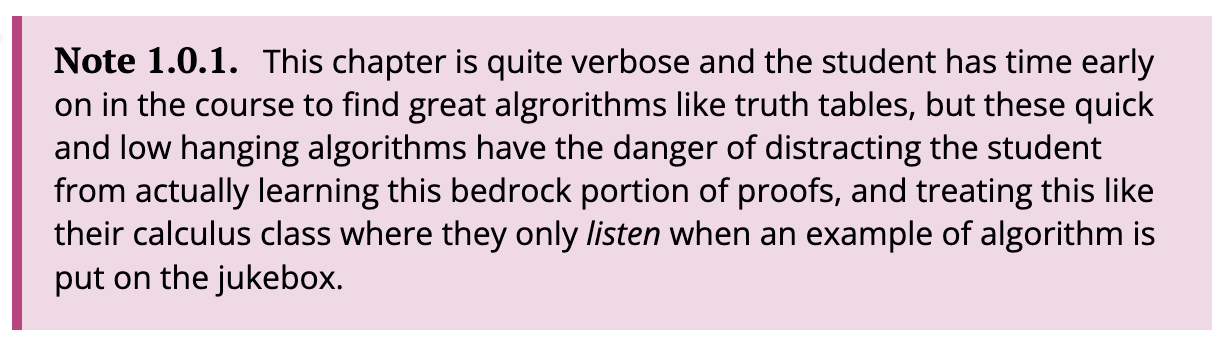 Note 1.0.1. This chapter is quite verbose and the student has time early
on in the course to find great algrorithms like truth tables, but these quick
and low hanging algorithms have the danger of distracting the student
from actually learning this bedrock portion of proofs, and treating this like
their calculus class where they only listen when an example of algorithm is
put on the jukebox.